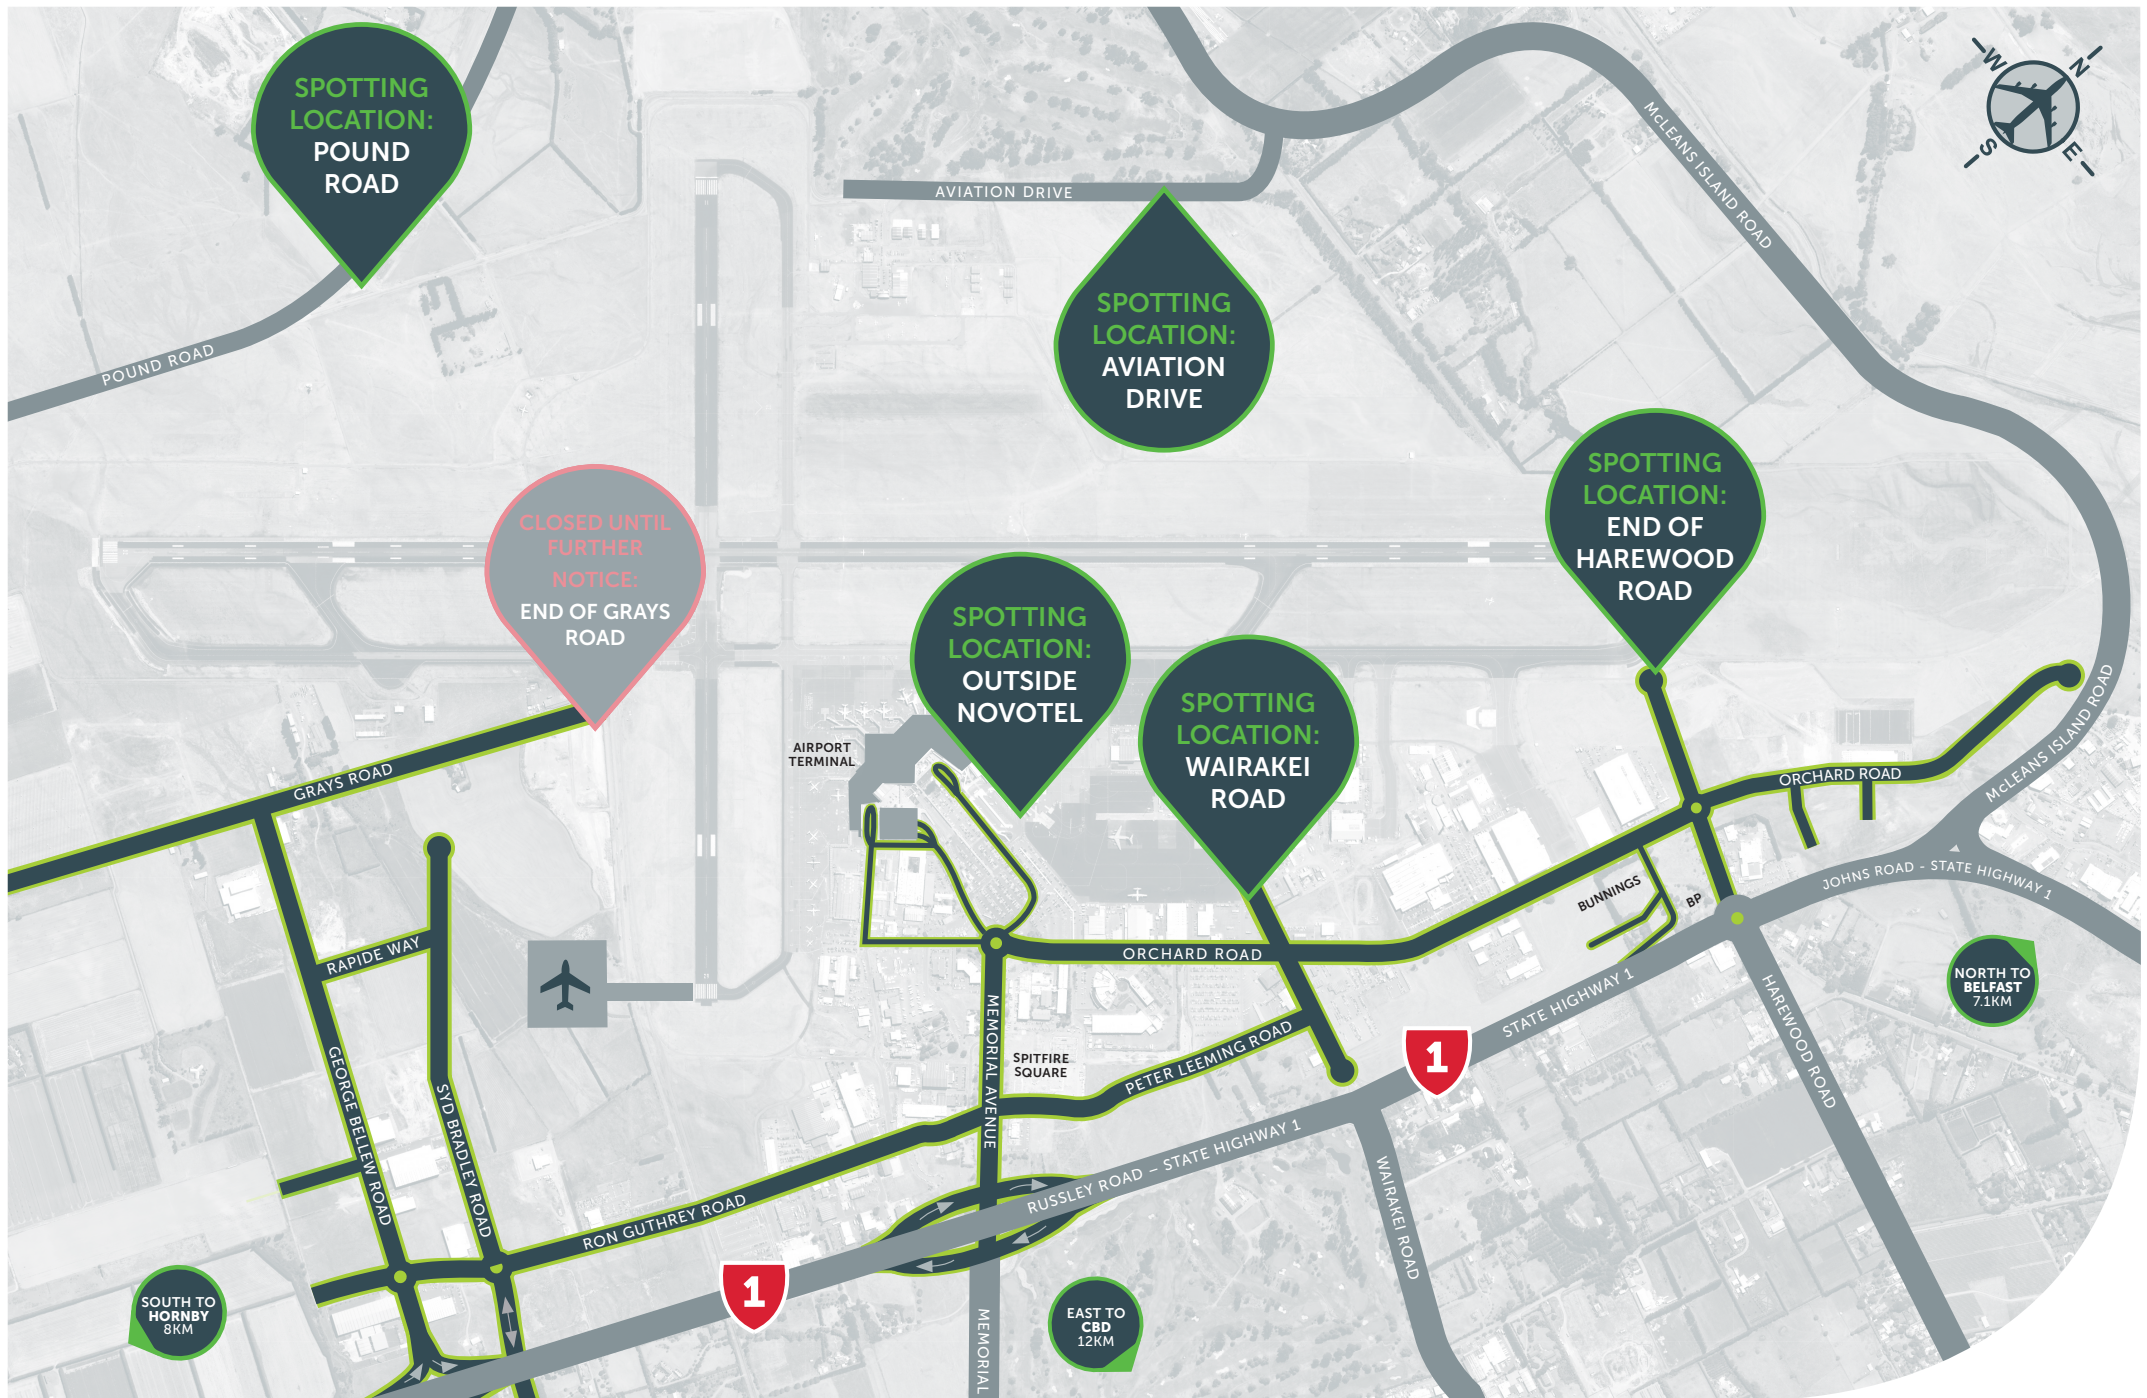 SPOTTING
LOCATION:
POUND
ROAD
W
N
S
E
McLEANS ISLAND ROAD
AVIATION DRIVE
SPOTTING
LOCATION:
AVIATION
DRIVE
POUND ROAD
SPOTTING
LOCATION:
END OF
HAREWOOD
ROAD
CLOSED UNTIL
FURTHER
NOTICE:
END OF GRAYS
ROAD
SPOTTING
LOCATION:
OUTSIDE
NOVOTEL
SPOTTING
LOCATION:
WAIRAKEI
ROAD
AIRPORT
TERMINAL
GRAYS ROAD
ORCHARD ROAD
McLEANS ISLAND ROAD
JOHNS ROAD - STATE HIGHWAY 1
BUNNINGS
BP
RAPIDE WAY
ORCHARD ROAD
NORTH TO
BELFAST
7.1KM
STATE HIGHWAY 1
HAREWOOD ROAD
MEMORIAL AVENUE
SPITFIRE
SQUARE
PETER LEEMING ROAD
1
GEORGE BELLEW ROAD
SYD BRADLEY ROAD
RUSSLEY ROAD – STATE HIGHWAY 1
WAIRAKEI ROAD
RON GUTHREY ROAD
1
SOUTH TO
HORNBY
8KM
EAST TO
CBD
12KM
MEMORIAL